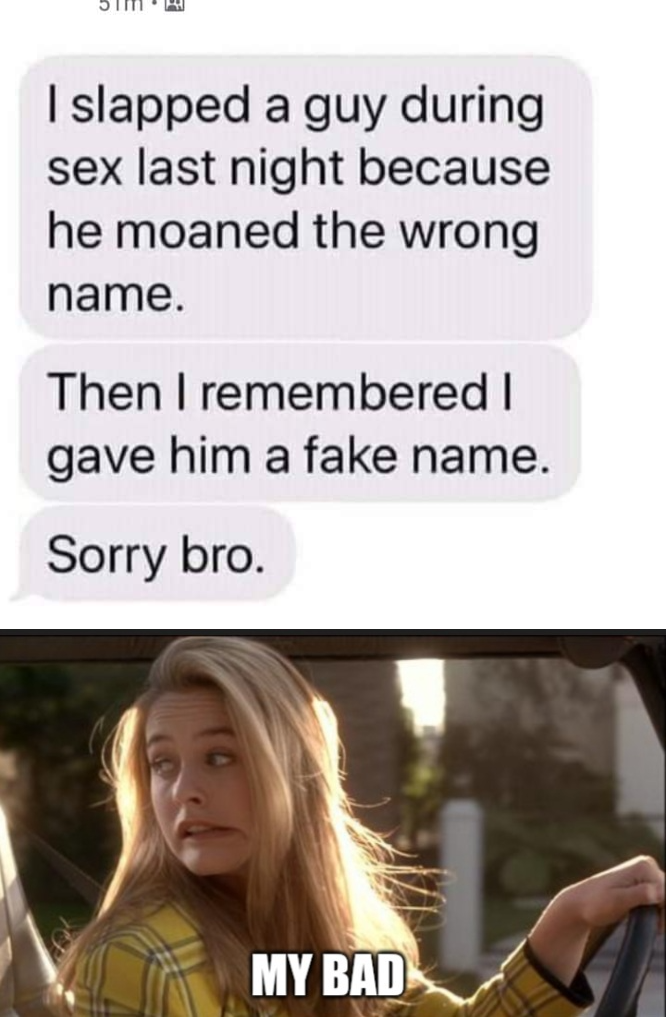 I slapped a guy during
sex last night because
he moaned the wrong
name.
Then I remembered I
gave him a fake name.
Sorry bro.
MY BAD